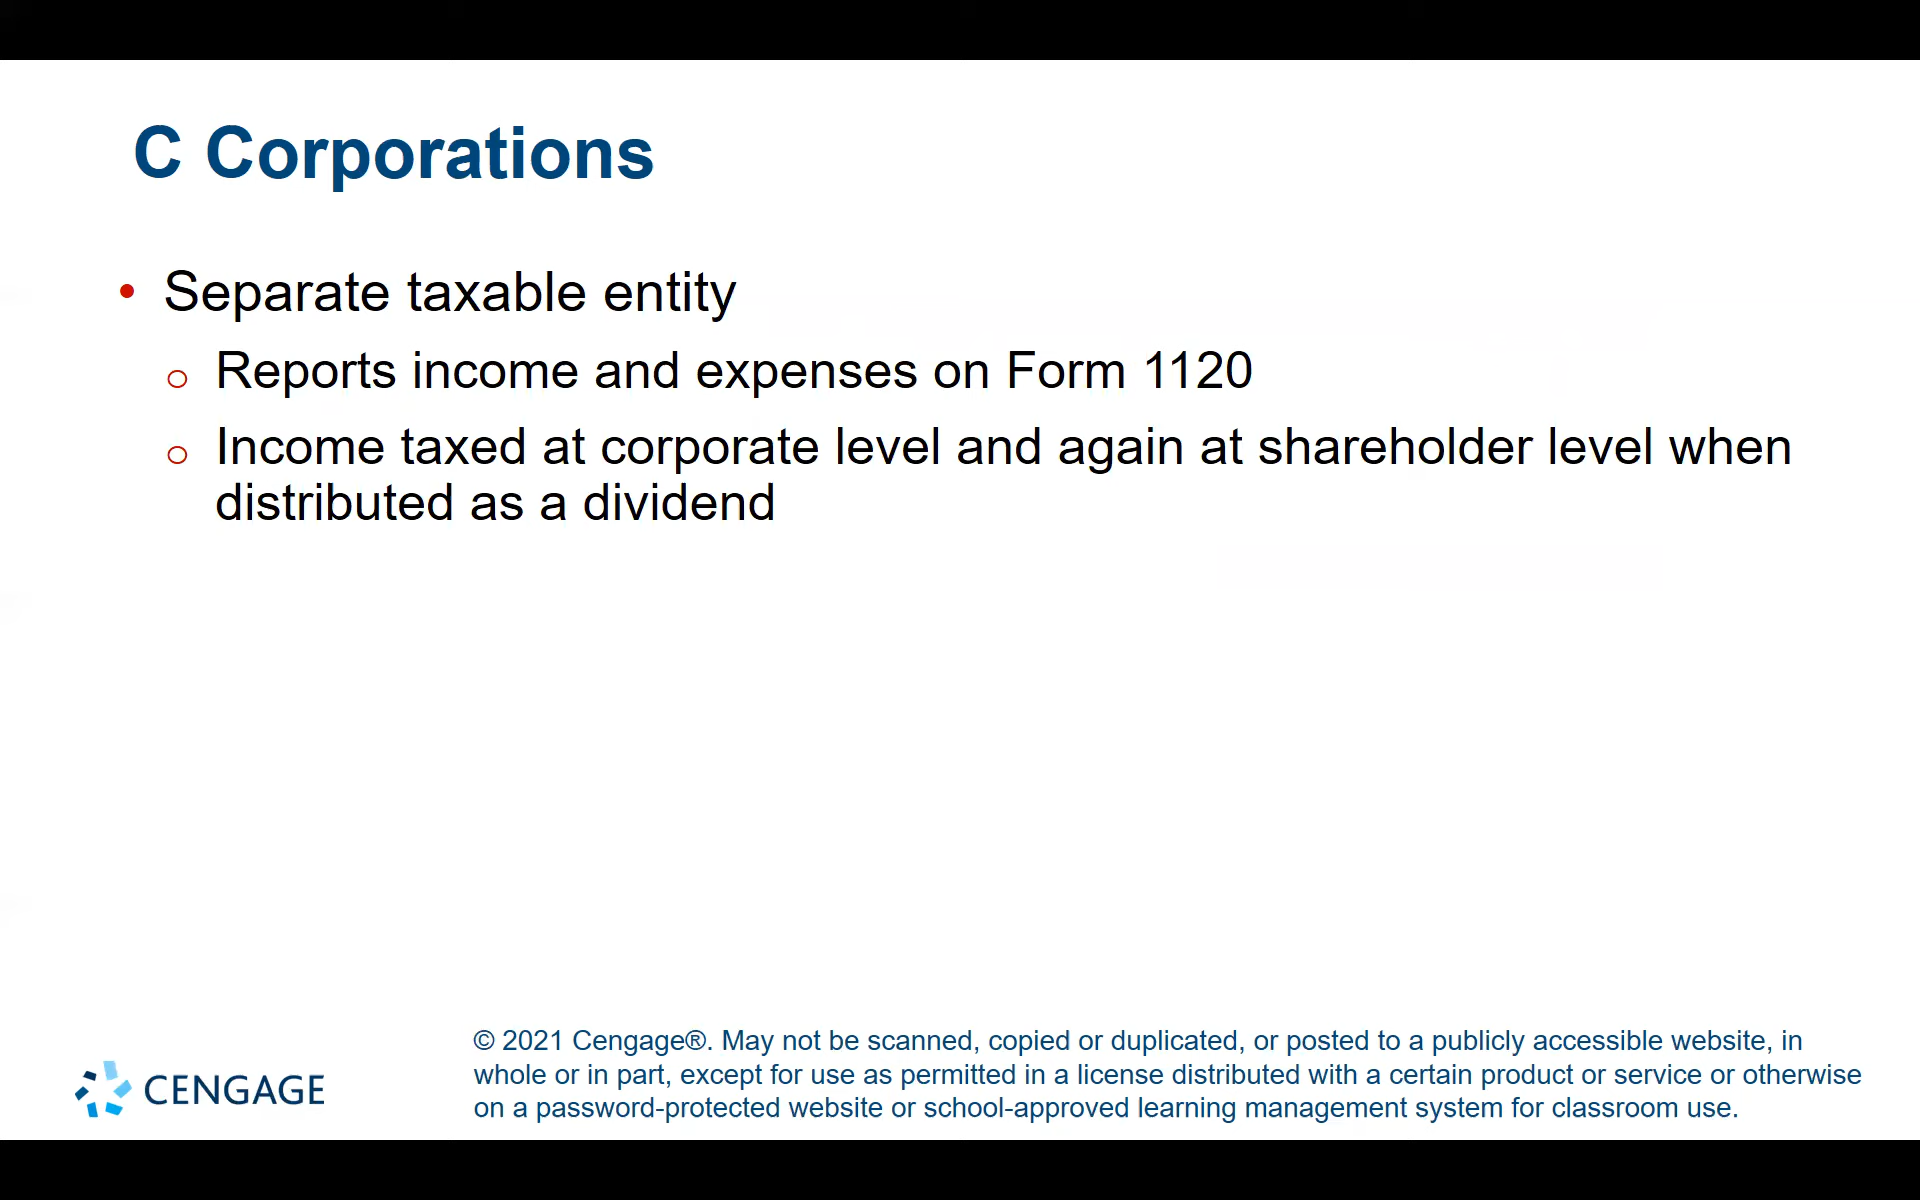 C Corporations
• Separate taxable entity
o Reports income and expenses on Form 1120
o Income taxed at corporate level and again at shareholder level when
distributed as a dividend
© 2021 Cengage®. May not be scanned, copied or duplicated, or posted to a publicly accessible website, in
whole or in part, except for use as permitted in a license distributed with a certain product or service or otherwise
on a password-protected website or school-approved learning management system for classroom use.
CENGAGE